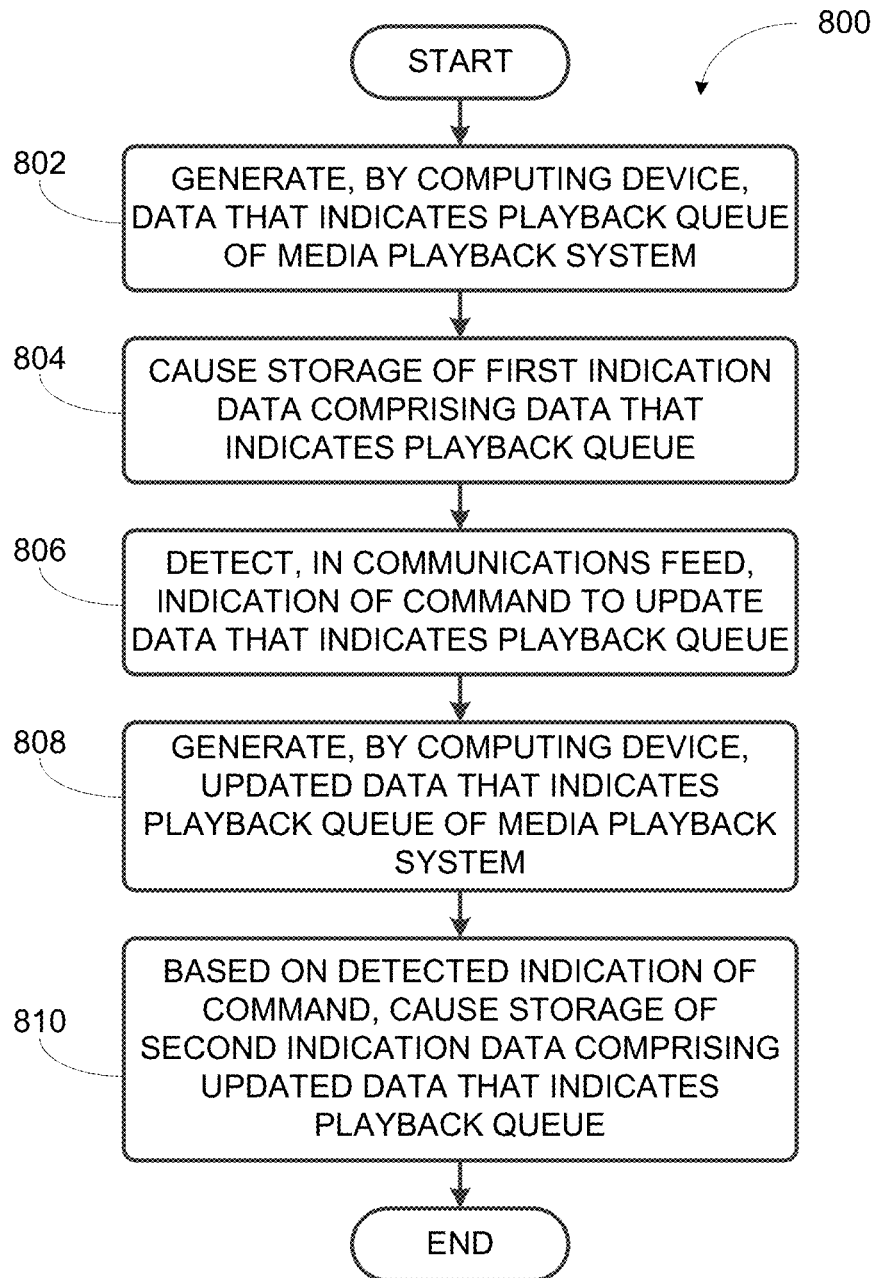 800
START
802
GENERATE, BY COMPUTING DEVICE,
DATA THAT INDICATES PLAYBACK QUEUE
OF MEDIA PLAYBACK SYSTEM
804
CAUSE STORAGE OF FIRST INDICATION
DATA COMPRISING DATA THAT
INDICATES PLAYBACK QUEUE
806
DETECT, IN COMMUNICATIONS FEED,
INDICATION OF COMMAND TO UPDATE
DATA THAT INDICATES PLAYBACK QUEUE
808
GENERATE, BY COMPUTING DEVICE,
UPDATED DATA THAT INDICATES
PLAYBACK QUEUE OF MEDIA PLAYBACK
SYSTEM
810
BASED ON DETECTED INDICATION OF
COMMAND, CAUSE STORAGE OF
SECOND INDICATION DATA COMPRISING
UPDATED DATA THAT INDICATES
PLAYBACK QUEUE
END